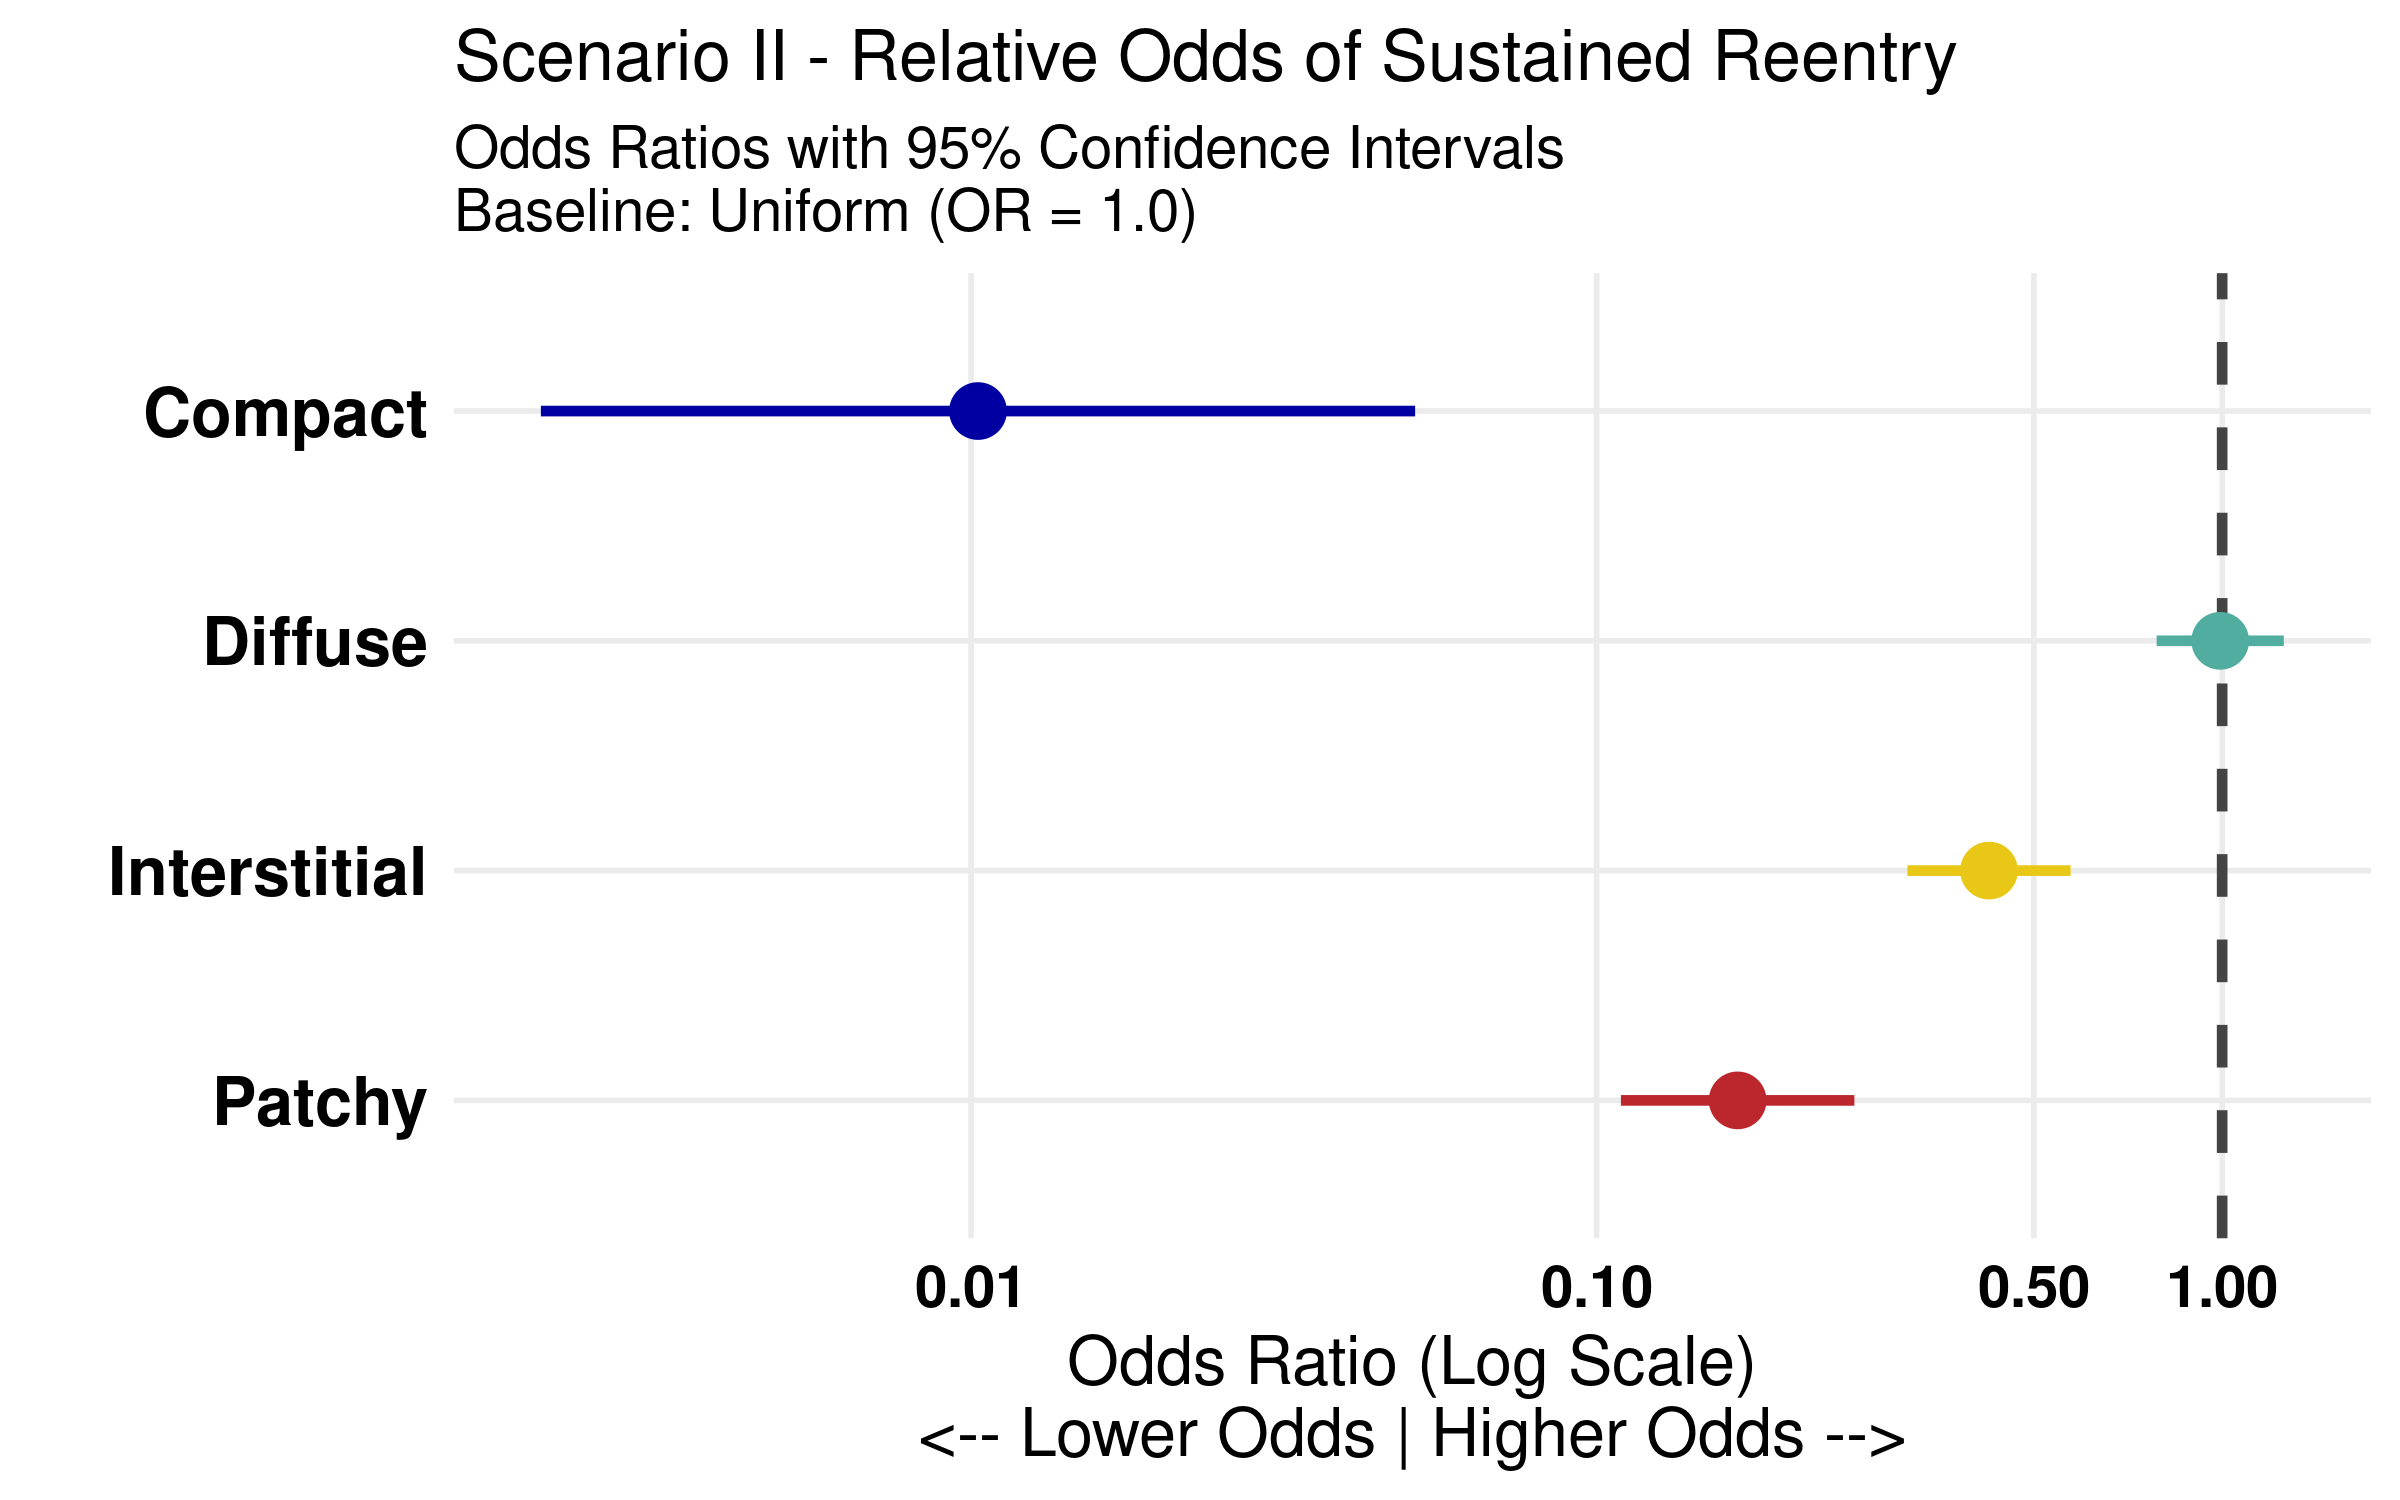 Scenario II - Relative Odds of Sustained Reentry
Odds Ratios with 95% Confidence Intervals
Baseline: Uniform (OR = 1.0)
Compact
Diffuse
Interstitial
Patchy
0.01 0.10 0.50 1.00
Odds Ratio (Log Scale)
<-- Lower Odds | Higher Odds -->